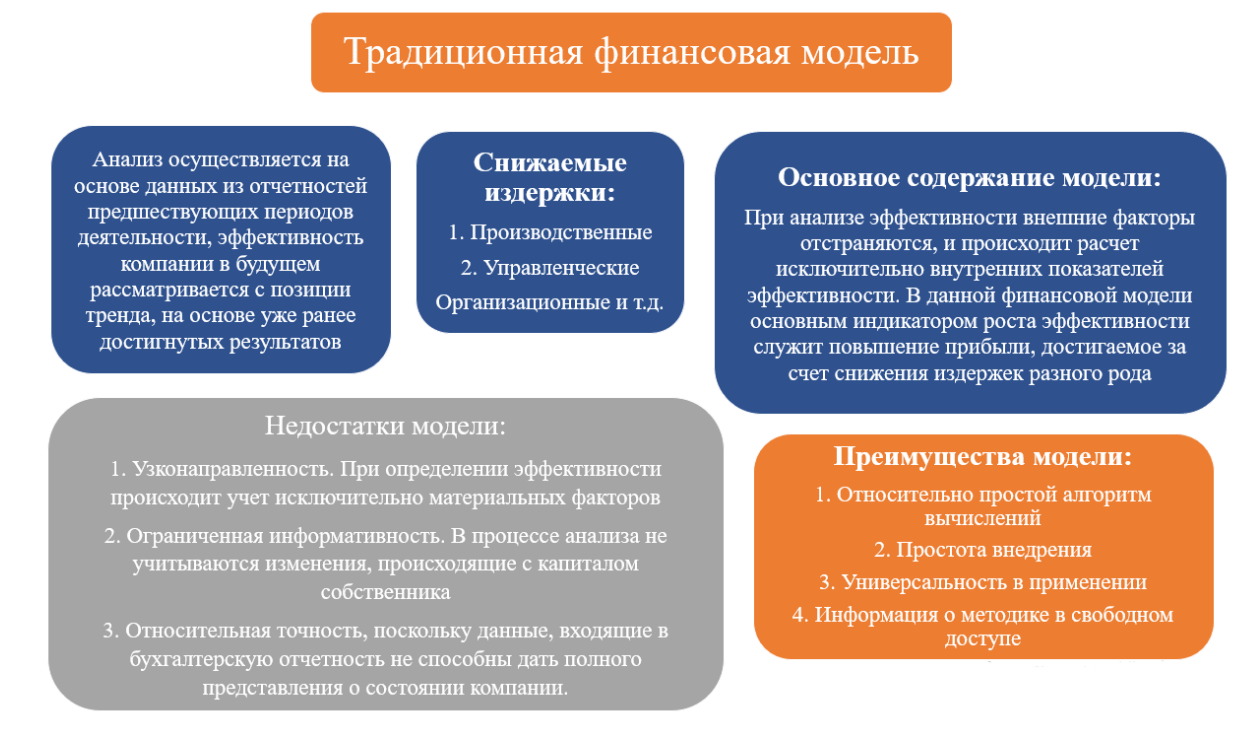 Традиционная финансовая модель
Анализ осуществляется на
основе данных из отчетностей
предшествующих периодов
деятельности, эффективность
компании в будущем
рассматривается с позиции
тренда, на основе уже ранее
достигнутых результатов
Снижаемые
издержки:
1. Производственные
2. Управленческие
Организационные и т.д.
Основное содержание модели:
При анализе эффективности внешние факторы
отстраняются, и происходит расчет
исключительно внутренних показателей
эффективности. В данной финансовой модели
основным индикатором роста эффективности
служит повышение прибыли, достигаемое за
счет снижения издержек разного рода
Недостатки модели:
1. Узконаправленность. При определении эффективности
происходит учет исключительно материальных факторов
2. Ограниченная информативность. В процессе анализа не
учитываются изменения, происходящие с капиталом
собственника
3. Относительная точность, поскольку данные, входящие в
бухгалтерскую отчетность не способны дать полного
представления о состоянии компании.
Преимущества модели:
1. Относительно простой алгоритм
вычислений
2. Простота внедрения
3. Универсальность в применении
4. Информация о методике в свободном
доступе